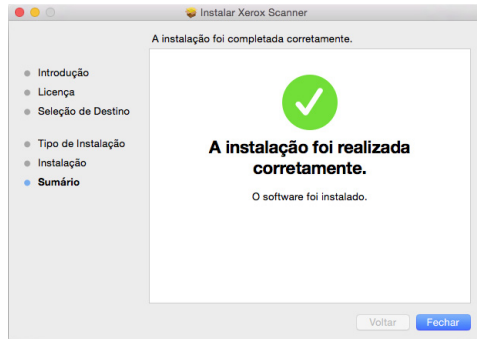 Instalar Xerox Scanner
A instalação foi completada corretamente.
Introdução
Licença
Seleção de Destino
Tipo de Instalação
Instalação
Sumário
A instalação foi realizada
corretamente.
O software foi instalado.
Voltar
Fechar